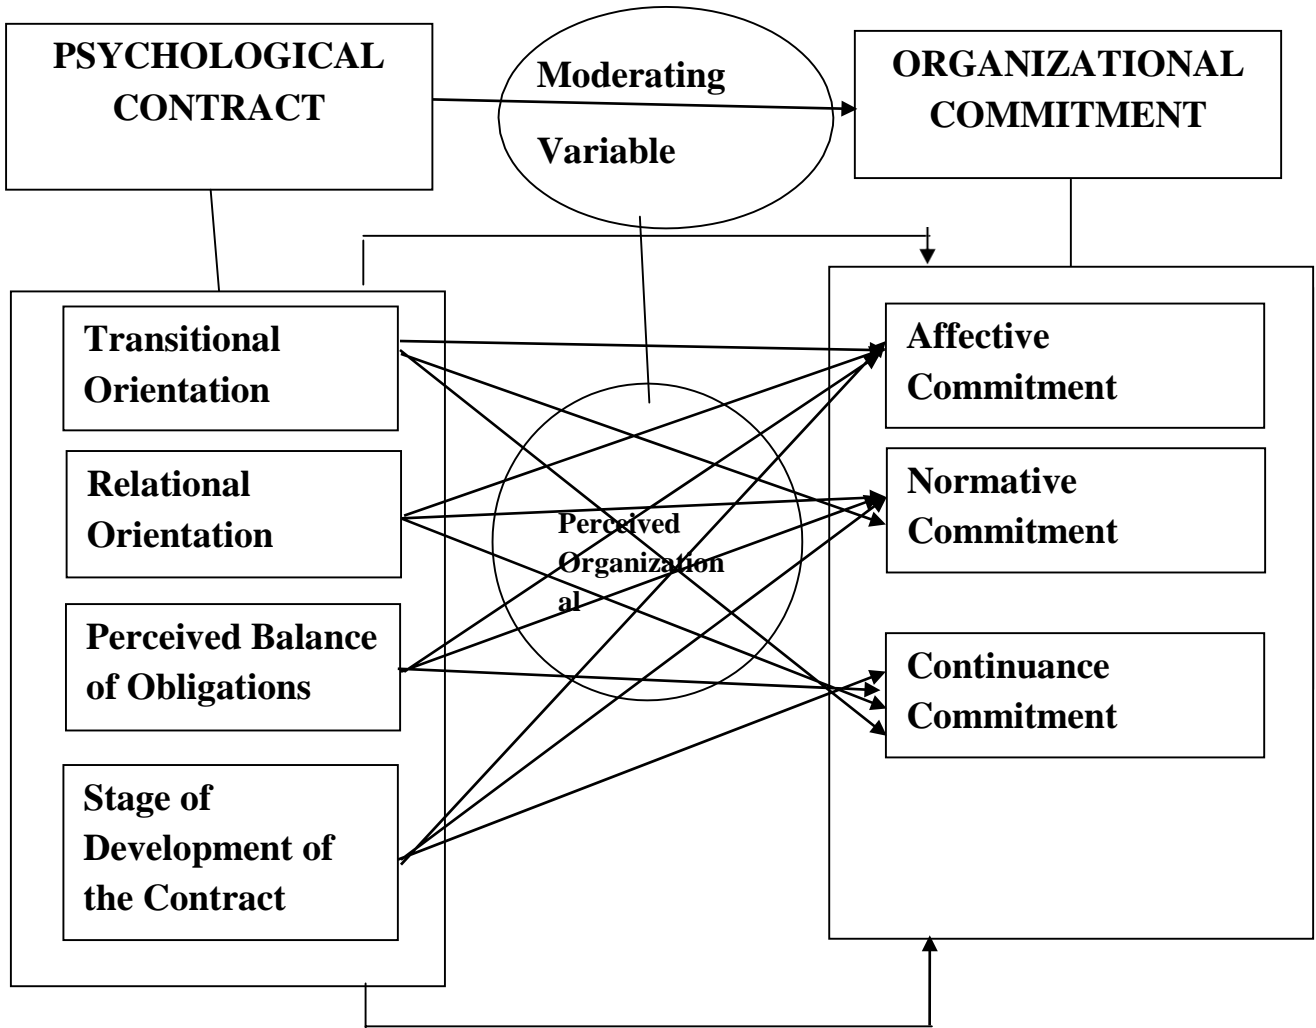 PSYCHOLOGICAL
CONTRACT
Moderating
Variable
ORGANIZATIONAL
COMMITMENT
Transitional
Orientation
Relational
Orientation
Perceived Balance
of Obligations
Stage of
Development of
the Contract
Perceived
Organization
al
Affective
Commitment
Normative
Commitment
Continuance
Commitment